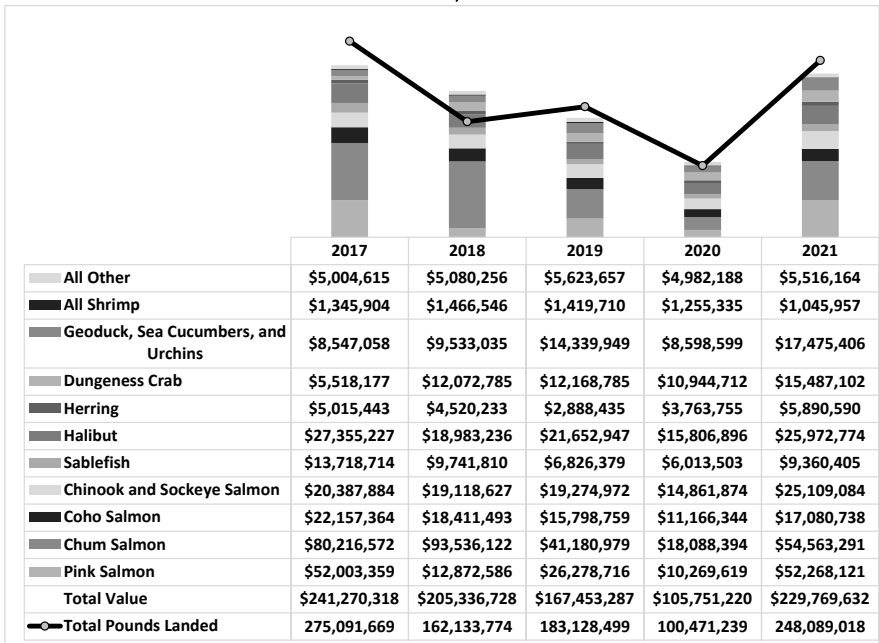 2017 2018 2019 2020 2021
All Other $5,004,615 $5,080,256 $5,623,657 $4,982,188 $5,516,164
All Shrimp $1,345,904 $1,466,546 $1,419,710 $1,255,335 $1,045,957
Geoduck, Sea Cucumbers, and
Urchins $8,547,058 $9,533,035 $14,339,949 $8,598,599 $17,475,406
Dungeness Crab $5,518,177 $12,072,785 $12,168,785 $10,944,712 $15,487,102
Herring $5,015,443 $4,520,233 $2,888,435 $3,763,755 $5,890,590
Halibut $27,355,227 $18,983,236 $21,652,947 $15,806,896 $25,972,774
Sablefish $13,718,714 $9,741,810 $6,826,379 $6,013,503 $9,360,405
Chinook and Sockeye Salmon $20,387,884 $19,118,627 $19,274,972 $14,861,874 $25,109,084
Coho Salmon $22,157,364 $18,411,493 $15,798,759 $11,166,344 $17,080,738
Chum Salmon $80,216,572 $93,536,122 $41,180,979 $18,088,394 $54,563,291
Pink Salmon $52,003,359 $12,872,586 $26,278,716 $10,269,619 $52,268,121
Total Value $241,270,318 $205,336,728 $167,453,287 $105,751,220 $229,769,632
Total Pounds Landed 275,091,669 162,133,774 183,128,499 100,471,239 248,089,018